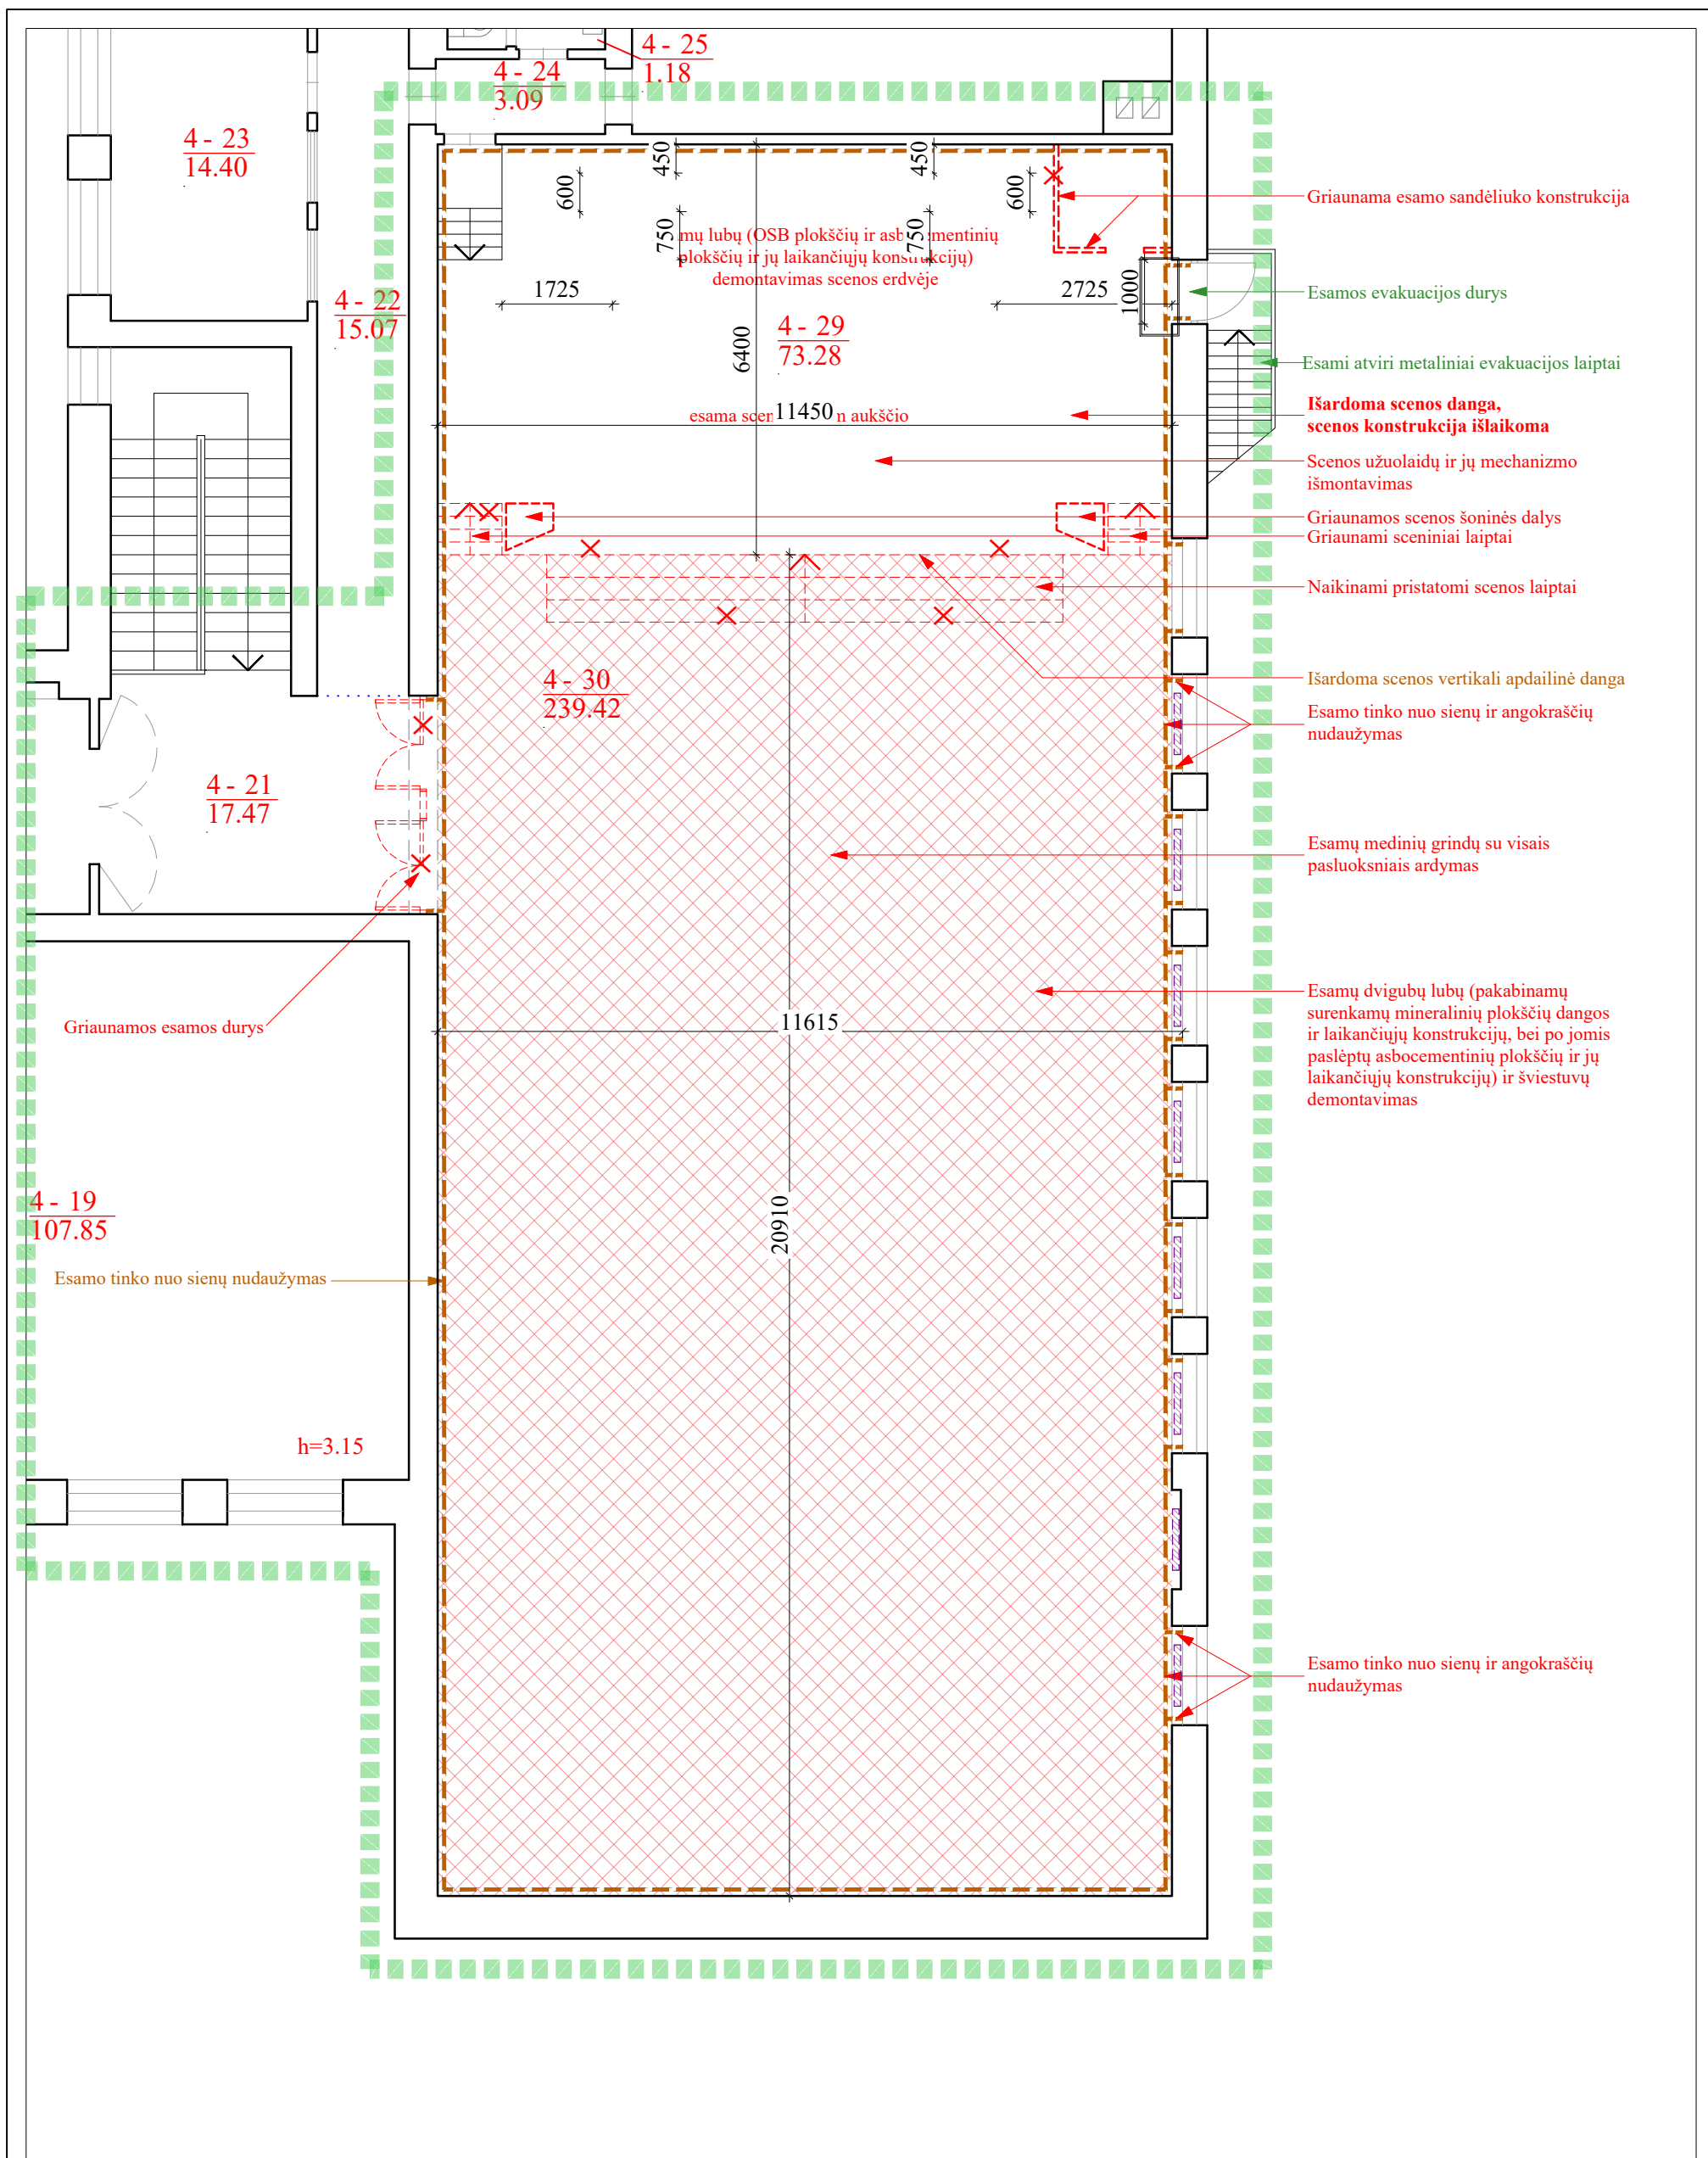 4 - 25
1.18
4 - 24
3.09
4 - 23
14.40
450
450
600
600
750
750
Griaunama esamo sandėliuko konstrukcija
lubų (OSB plokščių ir
plokščių ir jų laikančiųjų konstrukcijų)
demontavimas scenos erdvėje
1725
2725
1000
Esamos evakuacijos durys
4 - 22
15.07
4 - 29
73.28
6400
Esami atviri metaliniai evakuacijos laiptai
Išardoma scenos danga,
scenos konstrukcija išlaikoma
esama aukščio
11450
Scenos užuolaidų ir jų mechanizmo
išmontavimas
Griaunamos scenos šoninės dalys
Griaunami sceniniai laiptai
Naikinami pristatomi scenos laiptai
4 - 30
239.42
Išardoma scenos vertikali apdailinė danga
Esamo tinko nuo sienų ir angokraščių
nudaužymas
4 - 21
17.47
Esamų medinių grindų su visais
pasluoksniais ardymas
Griaunamos esamos durys
11615
Esamų dvigubų lubų (pakabinamų
surenkamų mineralinių plokščių dangos
ir laikančiųjų konstrukcijų, bei po jomis
paslėptų asbocementinių plokščių ir jų
laikančiųjų konstrukcijų) ir šviestuvų
demontavimas
4 - 19
107.85
20910
Esamo tinko nuo sienų nudaužymas
h=3.15
Esamo tinko nuo sienų ir angokraščių
nudaužymas